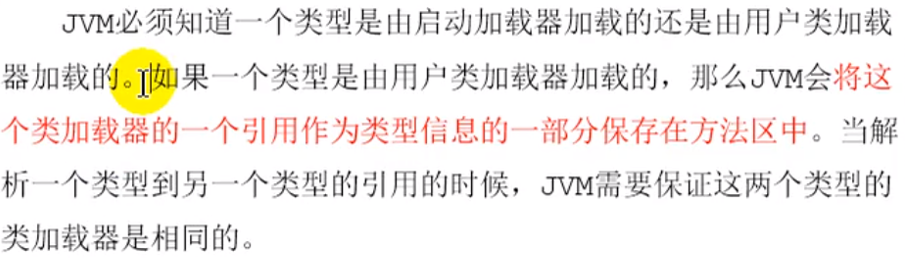 JVM必须知道一个类型是由启动加载器加载的还是由用户类加载
器加载的。如果一个类型是由用户类加载器加载的，那么JVM会将这
个类加载器的一个引用作为类型信息的一部分保存在方法区中。当解
析一个类型到另一个类型的引用的时候，JVM需要保证这两个类型的
类加载器是相同的。